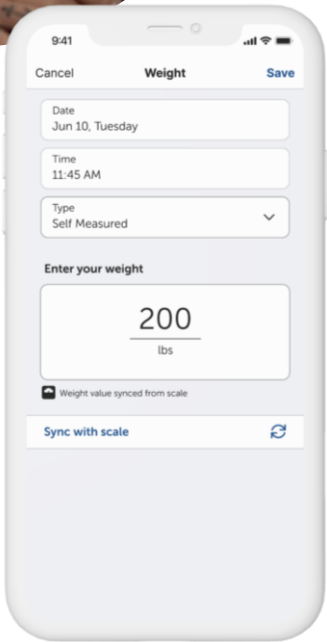 9:41
Cancel Weight Save
Date
Jun 10, Tuesday
Time
11:45 AM
Type
Self Measured
Enter your weight
200
lbs
Weight value synced from scale
Sync with scale